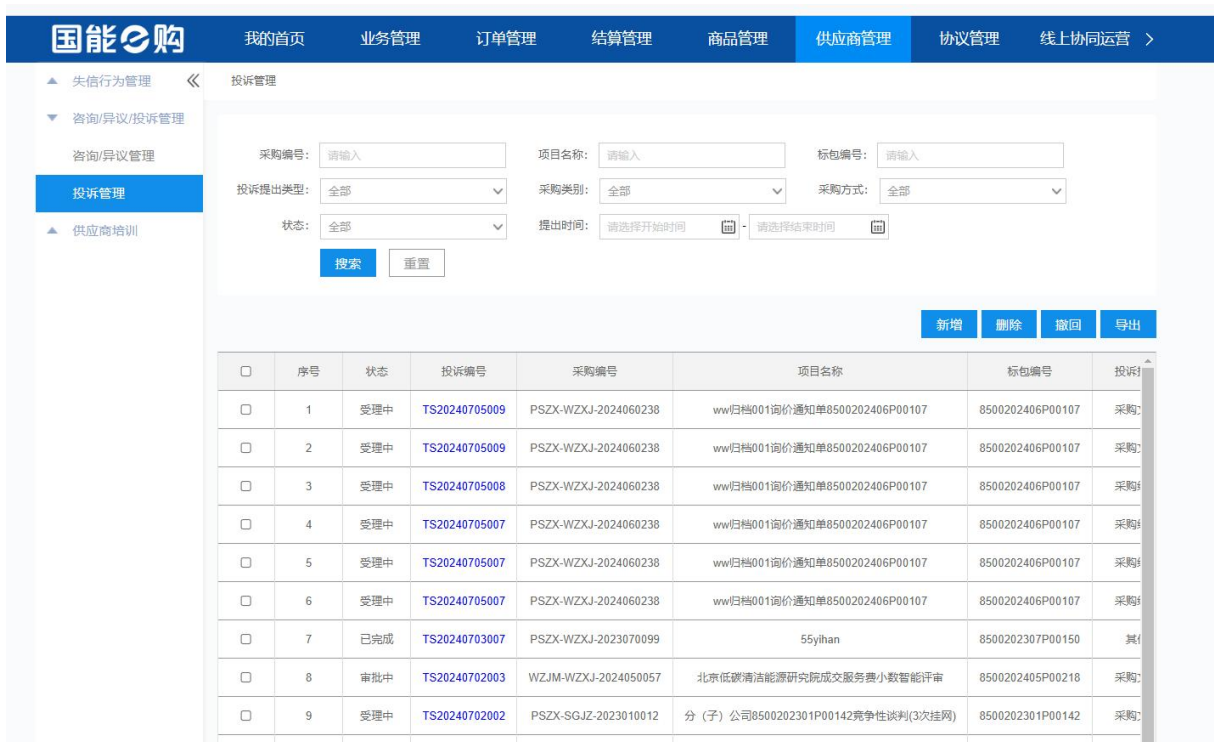 国能e购 我的首页 业务管理 订单管理 结算管理 商品管理 供应商管理 协议管理 线上协同运营 >
失信行为管理 投诉管理
咨询/异议/投诉管理
咨询/异议管理
投诉管理
供应商培训
采购编号: 请输入 项目名称: 请输入 标包编号: 请输入
投诉提出类型: 全部 采购类别: 全部 采购方式: 全部
状态: 全部 提出时间: 请选择开始时间 - 请选择结束时间
搜索 重置
新增 删除 撤回 导出
序号 状态 投诉编号 采购编号 项目名称 标包编号 投诉
1 受理中 TS20240705009 PSZX-WZXJ-2024060238 ww归档001询价通知单8500202406P00107 8500202406P00107 采购
2 受理中 TS20240705009 PSZX-WZXJ-2024060238 ww归档001询价通知单8500202406P00107 8500202406P00107 采购
3 受理中 TS20240705008 PSZX-WZXJ-2024060238 ww归档001询价通知单8500202406P00107 8500202406P00107 采购
4 受理中 TS20240705007 PSZX-WZXJ-2024060238 ww归档001询价通知单8500202406P00107 8500202406P00107 采购
5 受理中 TS20240705007 PSZX-WZXJ-2024060238 ww归档001询价通知单8500202406P00107 8500202406P00107 采购
6 受理中 TS20240705007 PSZX-WZXJ-2024060238 ww归档001询价通知单8500202406P00107 8500202406P00107 采购
7 已完成 TS20240703007 PSZX-WZXJ-2023070099 55yihan 8500202307P00150 其
8 审批中 TS20240702003 WZJM-WZXJ-2024050057 北京低碳清洁能源研究院成交服务费小数智能评审 8500202405P00218 采购
9 受理中 TS20240702002 PSZX-SGJZ-2023010012 分（子）公司8500202301P00142竞争性谈判(3次挂网) 8500202301P00142 采购